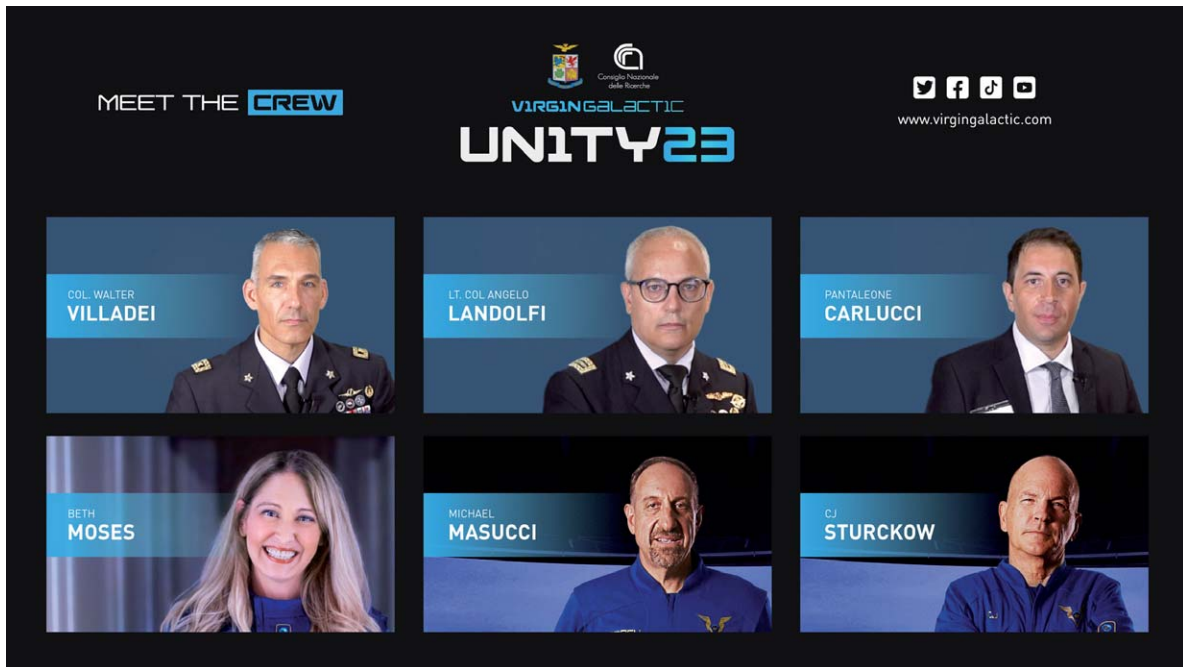 MEET THE CREW
Consiglio Nazionale
delle Ricerche
V1RG1NGALACTIC
UN1TY23
www.virgingalactic.com
COL. WALTER
VILLADEI
LT. COL ANGELO
LANDOLFI
PANTALEONE
CARLUCCI
BETH
MOSES
MICHAEL
MASUCCI
CJ
STURCKOW